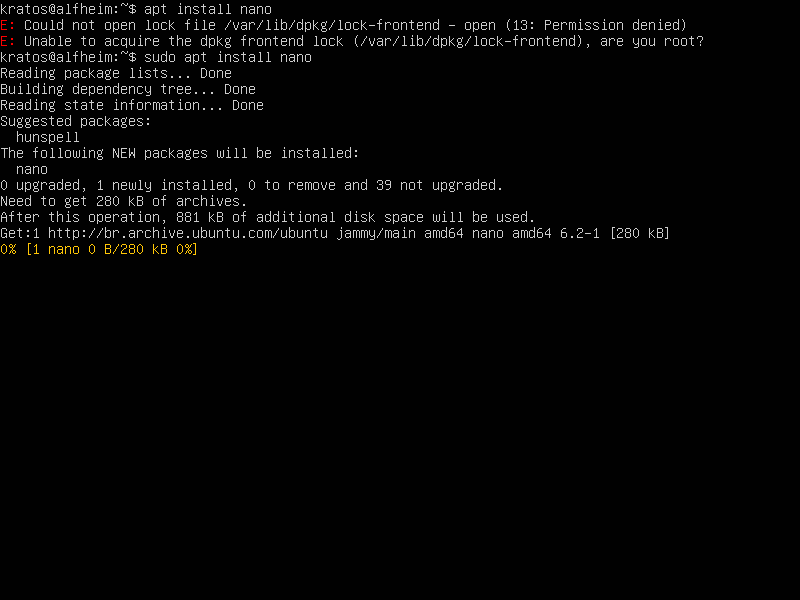 kratos@alfheim:~$ apt install nano
E: Could not open lock file /var/lib/dpkg/lock-frontend - open (13: Permission denied)
E: Unable to acquire the dpkg frontend lock (/var/lib/dpkg/lock-frontend), are you root?
kratos@alfheim:~$ sudo apt install nano
Reading package lists... Done
Building dependency tree... Done
Reading state information... Done
Suggested packages:
  hunspell
The following NEW packages will be installed:
  nano
0 upgraded, 1 newly installed, 0 to remove and 39 not upgraded.
Need to get 280 kB of archives.
After this operation, 881 kB of additional disk space will be used.
Get:1 http://br.archive.ubuntu.com/ubuntu jammy/main amd64 nano amd64 6.2-1 [280 kB]
0% [1 nano 0 B/280 kB 0%]